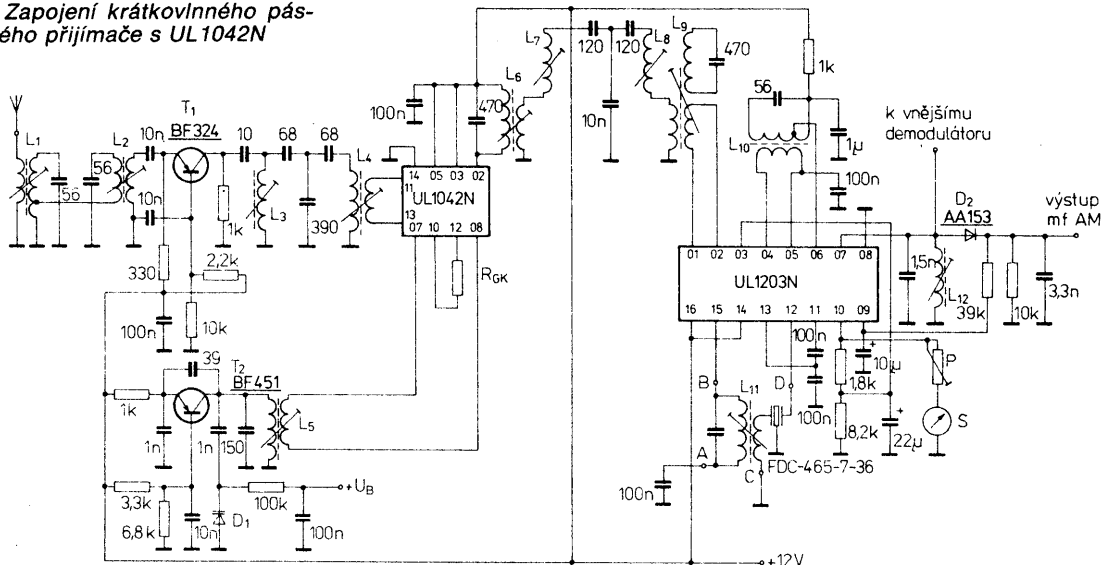 Zapojení krátkovlnného pás-
ého přijímače s UL1042N
L₁
56
56
L₂
10n
10n
T₁
BF324
10
68
68
1k
L₃
390
L₄
330
2,2k
100n
10k
100n
470
14 05 03 02
11
UL1042N
13
07 10 12 08
R_GK
L₆
L₇
120
120
10n
L₈
L₉
470
56
1k
L₁₀
1µ
100n
k vnějšímu
demodulátoru
D₂
AA153
výstup
mf AM
1,5n
L₁₂
39k
10k
3,3n
01 02 03 04 05 06 07 08
UL1203N
16 15 14 13 12 11 10 09
39
T₂
BF451
1k
1n
1n
150
L₅
3,3k
6,8k
10n
D₁
100k
+U_B
100n
B
L₁₁
D
A
C
100n
FDC-465-7-36
100n
100n
1,8k
8,2k
+
10µ
+
22µ
P
S
+12V